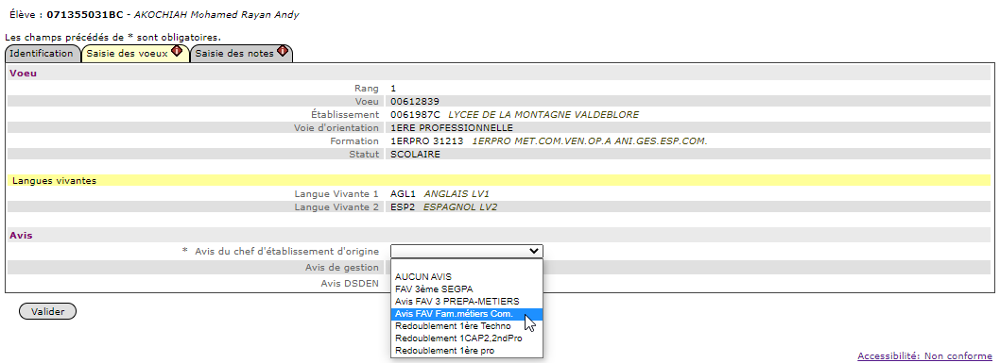 Élève : 071355031BC - AKOCHIAH Mohamed Rayan Andy
Les champs précédés de * sont obligatoires.
Identification Saisie des voeux Saisie des notes
Voeu
Rang 1
Voeu 00612839
Établissement 0061987C LYCEE DE LA MONTAGNE VALDEBLORE
Voie d'orientation 1ERE PROFESSIONNELLE
Formation 1ERPRO 31213 1ERPRO MET.COM.VEN.OP.A ANI.GES.ESP.COM.
Statut SCOLAIRE
Langues vivantes
Langue Vivante 1 AGL1 ANGLAIS LV1
Langue Vivante 2 ESP2 ESPAGNOL LV2
Avis
* Avis du chef d'établissement d'origine
Avis de gestion
Avis DSDEN
AUCUN AVIS
FAV 3ème SEGPA
Avis FAV 3 PREPA-METIERS
Avis FAV Fam.métiers Com.
Redoublement 1ère Techno
Redoublement 1CAP2,2ndPro
Redoublement 1ère pro
Valider
Accessibilité: Non conforme